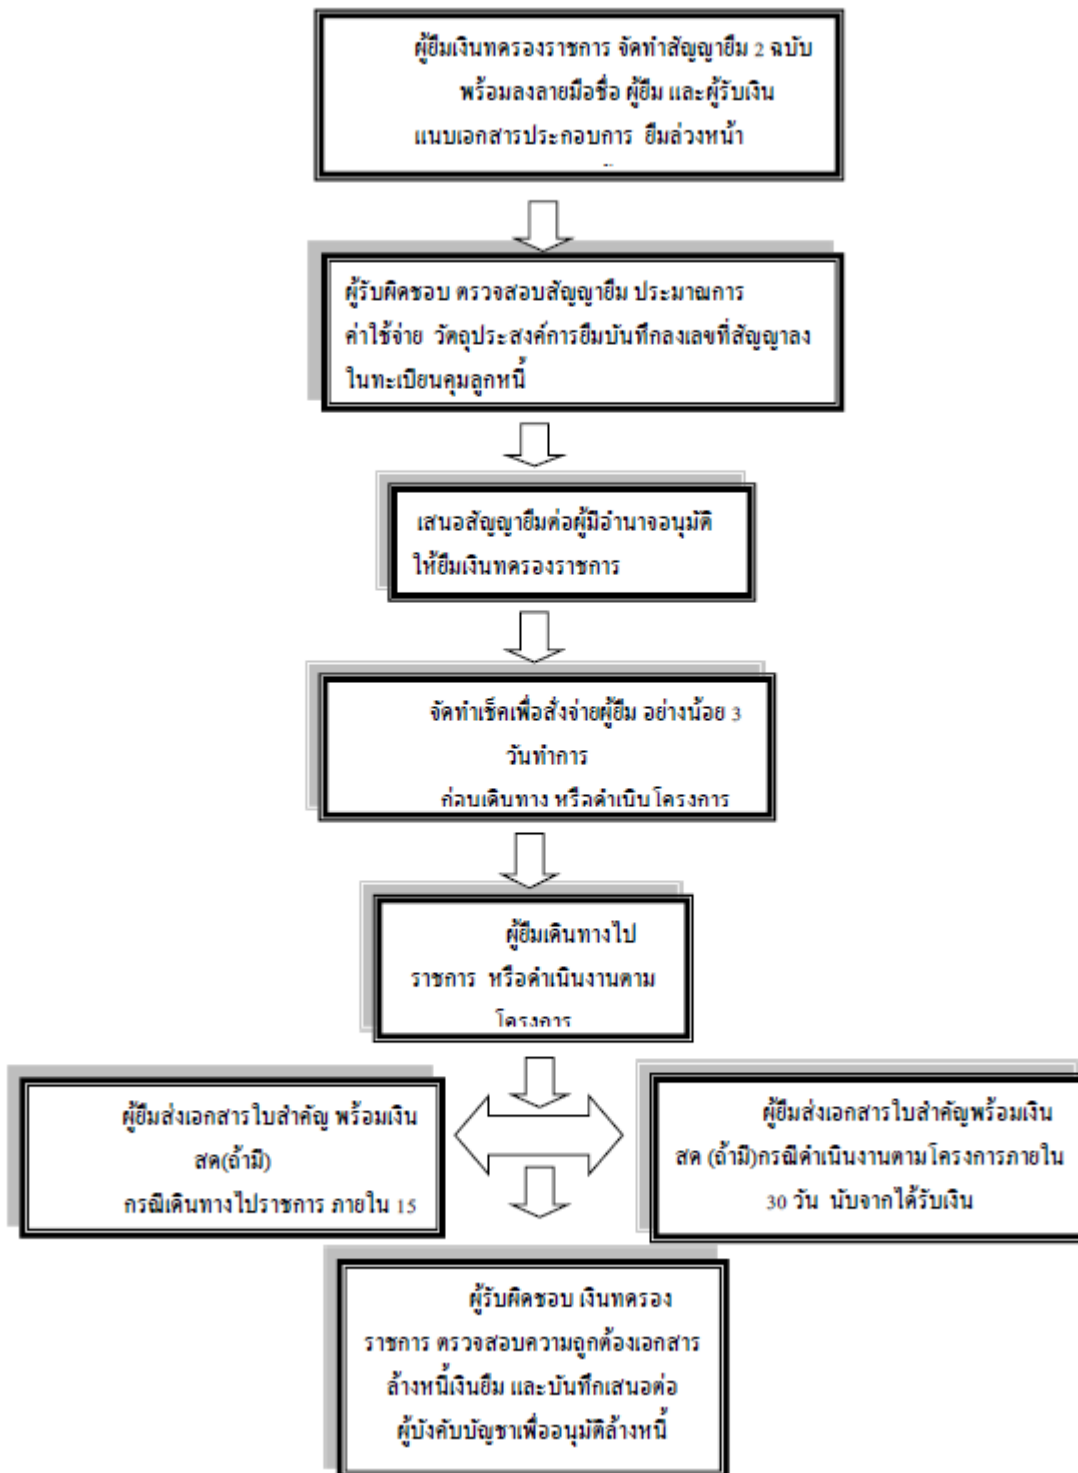 ผู้ยืมเงินทดรองราชการ จัดทำสัญญายืม 2 ฉบับ
พร้อมลงลายมือชื่อ ผู้ยืม และผู้รับเงิน
แนบเอกสารประกอบการ ยืมล่วงหน้า
ผู้รับผิดชอบ ตรวจสอบสัญญายืม ประมาณการ
ค่าใช้จ่าย วัตถุประสงค์การยืมบันทึกลงเลขที่สัญญาลง
ในทะเบียนคุมลูกหนี้
เสนอสัญญายืมต่อผู้มีอำนาจอนุมัติ
ให้ยืมเงินทดรองราชการ
จัดทำเช็คเพื่อสั่งจ่ายผู้ยืม อย่างน้อย 3
วันทำการ
ก่อนเดินทาง หรือดำเนินโครงการ
ผู้ยืมเดินทางไป
ราชการ หรือดำเนินงานตาม
โครงการ
ผู้ยืมส่งเอกสารใบสำคัญ พร้อมเงิน
สด(ถ้ามี)
กรณีเดินทางไปราชการ ภายใน 15
ผู้ยืมส่งเอกสารใบสำคัญพร้อมเงิน
สด (ถ้ามี)กรณีดำเนินงานตามโครงการภายใน
30 วัน นับจากได้รับเงิน
ผู้รับผิดชอบ เงินทดรอง
ราชการ ตรวจสอบความถูกต้องเอกสาร
ล้างหนี้เงินยืม และบันทึกเสนอต่อ
ผู้บังคับบัญชาเพื่ออนุมัติล้างหนี้